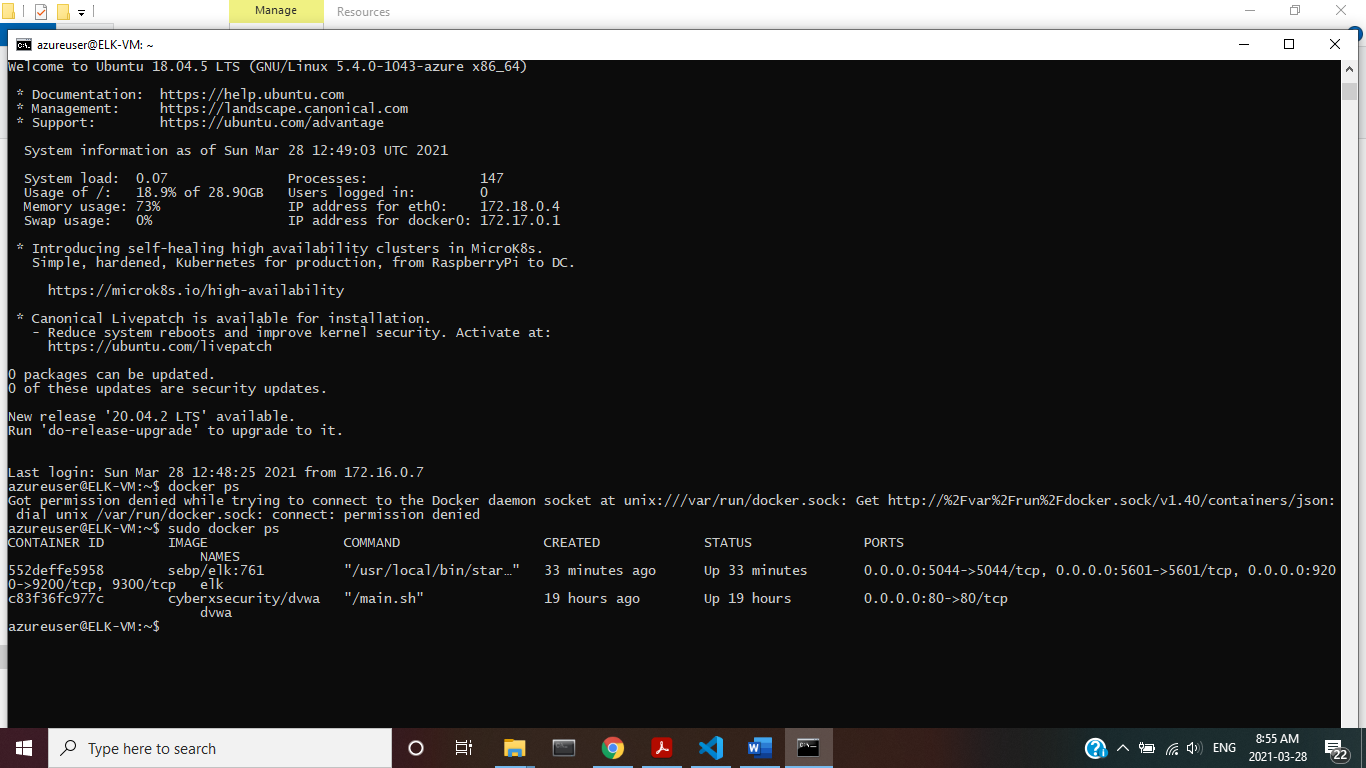 Manage
Resources
azureuser@ELK-VM: ~
Welcome to Ubuntu 18.04.5 LTS (GNU/Linux 5.4.0-1043-azure x86_64)
* Documentation:  https://help.ubuntu.com
* Management:     https://landscape.canonical.com
* Support:        https://ubuntu.com/advantage
System information as of Sun Mar 28 12:49:03 UTC 2021
System load:  0.07               Processes:              147
Usage of /:   18.9% of 28.90GB   Users logged in:        0
Memory usage: 73%                IP address for eth0:    172.18.0.4
Swap usage:   0%                 IP address for docker0: 172.17.0.1
* Introducing self-healing high availability clusters in MicroK8s.
Simple, hardened, Kubernetes for production, from RaspberryPi to DC.
https://microk8s.io/high-availability
* Canonical Livepatch is available for installation.
- Reduce system reboots and improve kernel security. Activate at:
https://ubuntu.com/livepatch
0 packages can be updated.
0 of these updates are security updates.
New release '20.04.2 LTS' available.
Run 'do-release-upgrade' to upgrade to it.
Last login: Sun Mar 28 12:48:25 2021 from 172.16.0.7
azureuser@ELK-VM:~$ docker ps
Got permission denied while trying to connect to the Docker daemon socket at unix:///var/run/docker.sock: Get http://%2Fvar%2Frun%2Fdocker.sock/v1.40/containers/json:
dial unix /var/run/docker.sock: connect: permission denied
azureuser@ELK-VM:~$ sudo docker ps
CONTAINER ID        IMAGE                 COMMAND                  CREATED             STATUS              PORTS
NAMES
552deffe5958        sebp/elk:761          "/usr/local/bin/star…"   33 minutes ago      Up 33 minutes       0.0.0.0:5044->5044/tcp, 0.0.0.0:5601->5601/tcp, 0.0.0.0:920
0->9200/tcp, 9300/tcp   elk
c83f36fc977c        cyberxsecurity/dvwa   "/main.sh"               19 hours ago        Up 19 hours         0.0.0.0:80->80/tcp
dvwa
azureuser@ELK-VM:~$
Type here to search
ENG
8:55 AM
2021-03-28
22